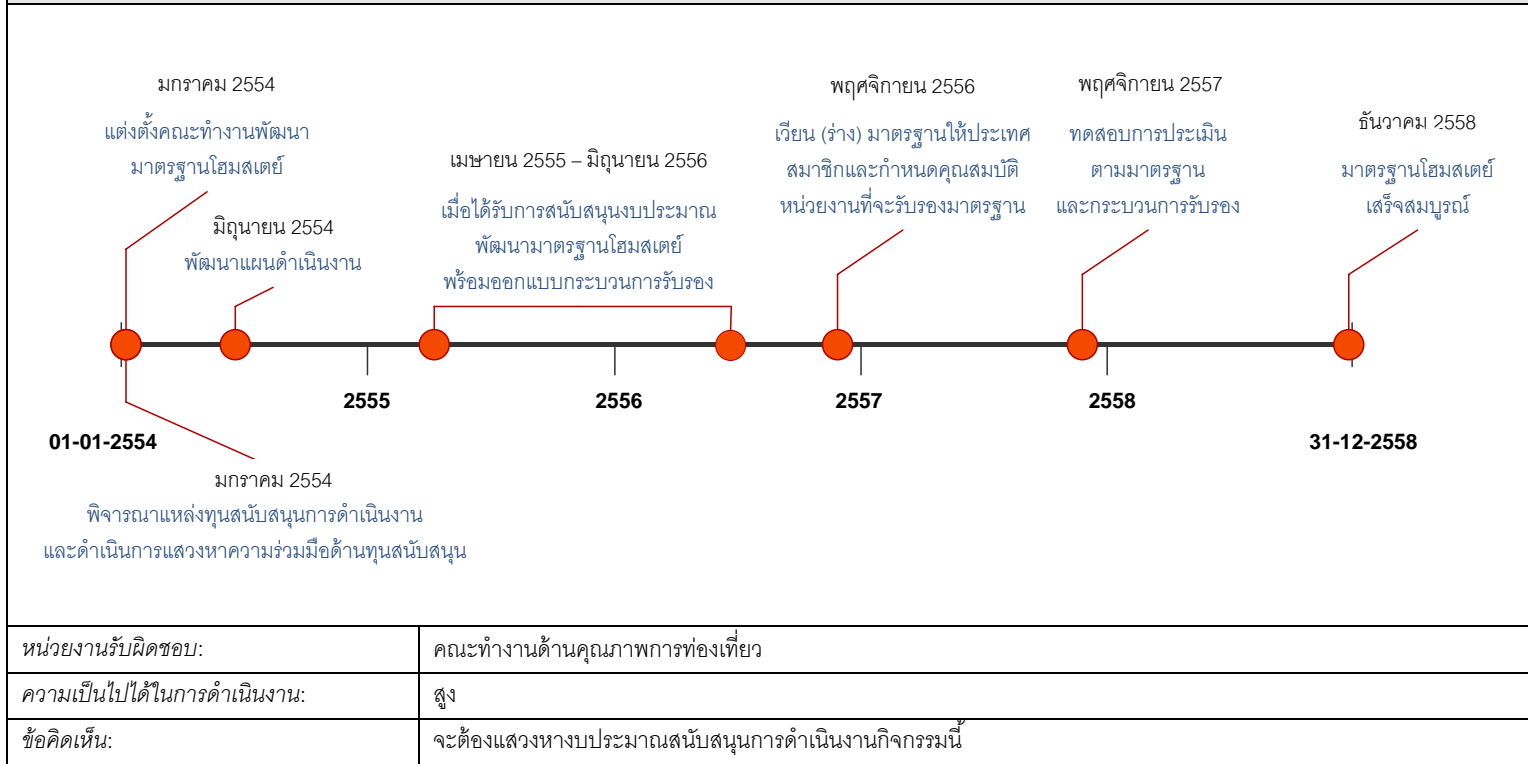 มกราคม 2554
แต่งตั้งคณะทำงานพัฒนา
มาตรฐานโฮมสเตย์
มิถุนายน 2554
พัฒนาแผนดำเนินงาน
เมษายน 2555 – มิถุนายน 2556
เมื่อได้รับการสนับสนุนงบประมาณ
พัฒนามาตรฐานโฮมสเตย์
พร้อมออกแบบกระบวนการรับรอง
พฤศจิกายน 2556
เวียน (ร่าง) มาตรฐานให้ประเทศ
สมาชิกและกำหนดคุณสมบัติ
หน่วยงานที่จะรับรองมาตรฐาน
พฤศจิกายน 2557
ทดสอบการประเมิน
ตามมาตรฐาน
และกระบวนการรับรอง
ธันวาคม 2558
มาตรฐานโฮมสเตย์
เสร็จสมบูรณ์
2555
2556
2557
2558
01-01-2554
31-12-2558
มกราคม 2554
พิจารณาแหล่งทุนสนับสนุนการดำเนินงาน
และดำเนินการแสวงหาความร่วมมือด้านทุนสนับสนุน
หน่วยงานรับผิดชอบ: คณะทำงานด้านคุณภาพการท่องเที่ยว
ความเป็นไปได้ในการดำเนินงาน: สูง
ข้อคิดเห็น: จะต้องแสวงหางบประมาณสนับสนุนการดำเนินงานกิจกรรมนี้